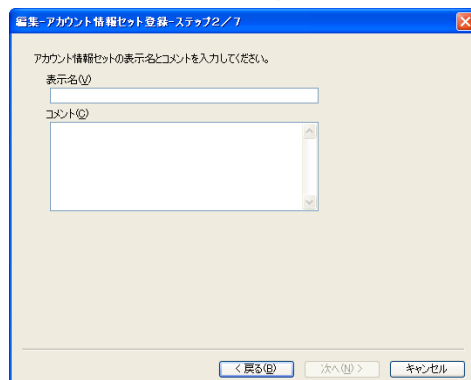 編集-アカウント情報セット登録-ステップ2/7
アカウント情報セットの表示名とコメントを入力してください。
表示名(V)
コメント(C)
< 戻る(B)
次へ(N) >
キャンセル